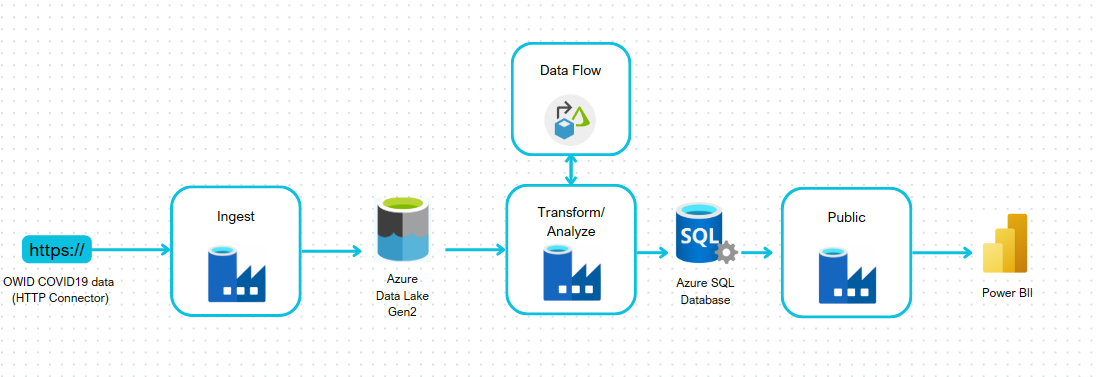 Data Flow
Ingest
Transform/
Analyze
Public
https://
SQL
OWID COVID19 data
(HTTP Connector)
Azure
Data Lake
Gen2
Azure SQL
Database
Power BII